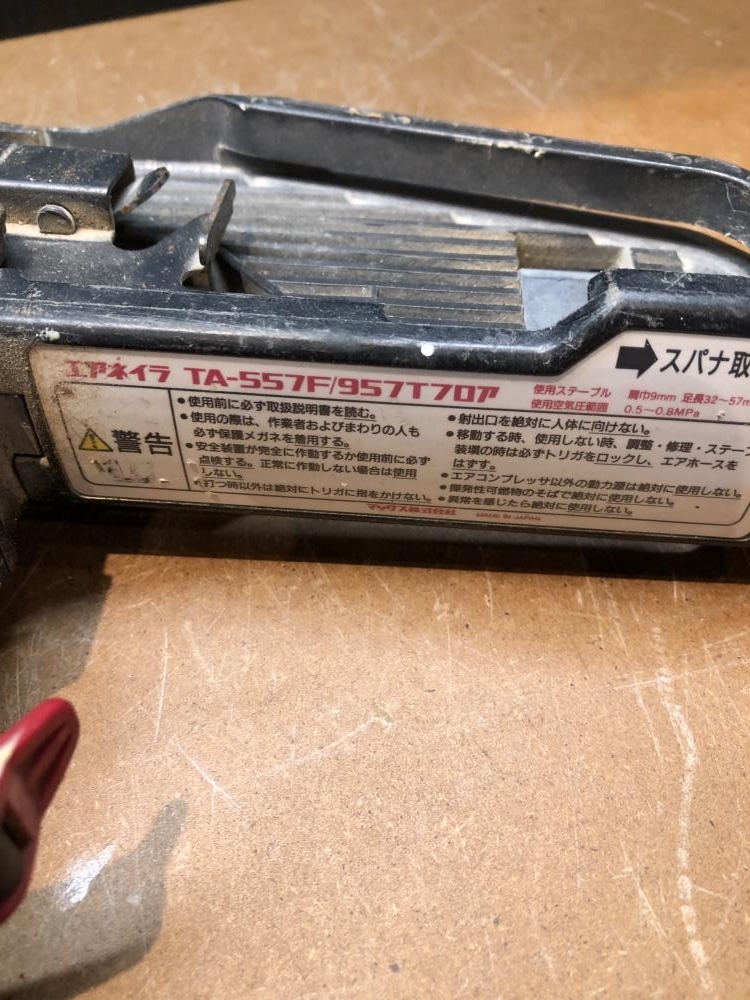 エアネイラ TA-557F/957Tフロア
使用ステープル 肩巾9mm 足長32～57m
使用空気圧範囲 0.5～0.8MPa
➡スパナ取
⚠警告
•使用前に必ず取扱説明書を読む。
•使用の際は、作業者およびまわりの人も
必ず保護メガネを着用する。
•安全装置が完全に作動するか使用前に必ず
点検する。正常に作動しない場合は使用
しない。
•打つ時以外は絶対にトリガに指をかけない。
•射出口を絶対に人体に向けない。
•移動する時、使用しない時、調整・修理・ステープ
装填の時は必ずトリガをロックし、エアホースを
はずす。
•エアコンプレッサ以外の動力源は絶対に使用しない。
•揮発性可燃物のそばで絶対に使用しない。
•異常を感じたら絶対に使用しない。
マックス株式会社 MADE IN JAPAN